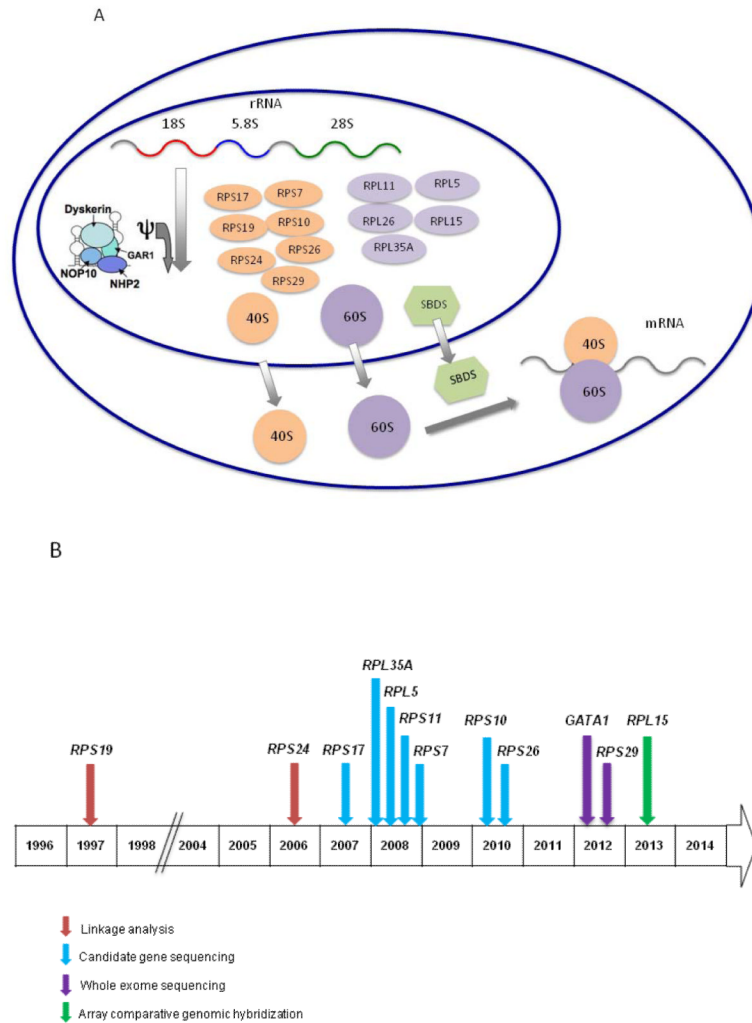 A
rRNA
18S 5.8S 28S
RPS17 RPS7
RPL11 RPL5
RPS19 RPS10
RPL26 RPL15
RPS24 RPS26
RPL35A
RPS29
Dyskerin
Ψ
GAR1
NOP10
NHP2
40S 60S SBDS
mRNA
40S
60S
SBDS
40S 60S
B
RPL35A
RPL5
RPS11
RPS7
RPS19
RPS24
RPS17
RPS10
RPS26
GATA1
RPS29
RPL15
1996 1997 1998 2004 2005 2006 2007 2008 2009 2010 2011 2012 2013 2014
Linkage analysis
Candidate gene sequencing
Whole exome sequencing
Array comparative genomic hybridization